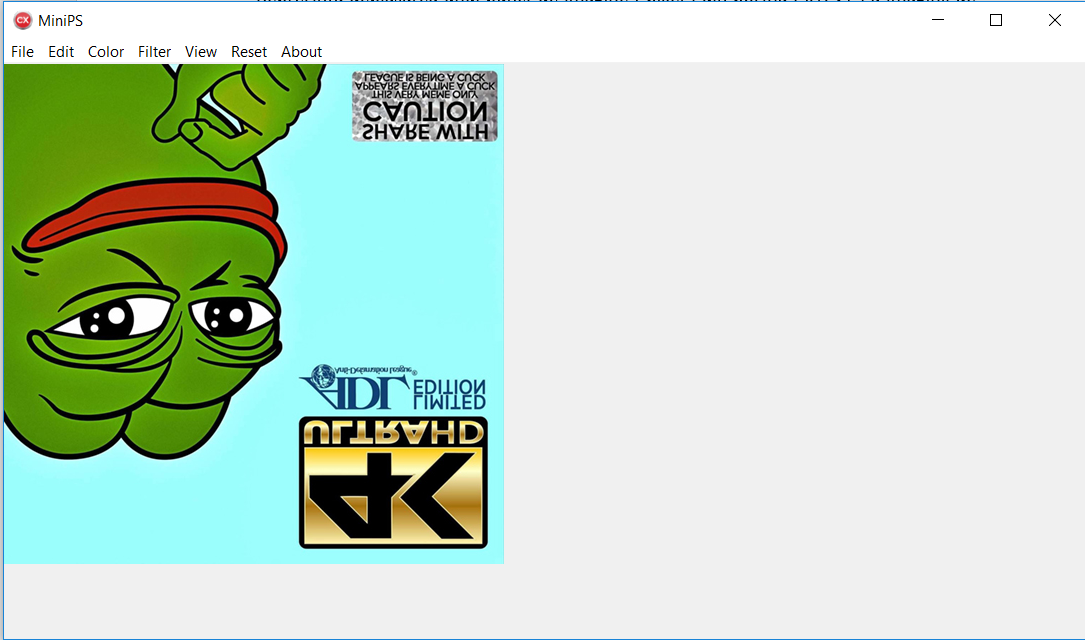 MiniPS
File Edit Color Filter View Reset About
4K
ULTRAHD
ADL LIMITED
EDITION
Anti-Defamation League®
SHARE WITH
CAUTION
THIS VERY MEME ONLY
APPEARS EVERYTIME A CUCK
LEAGUE IS BEING A CUCK